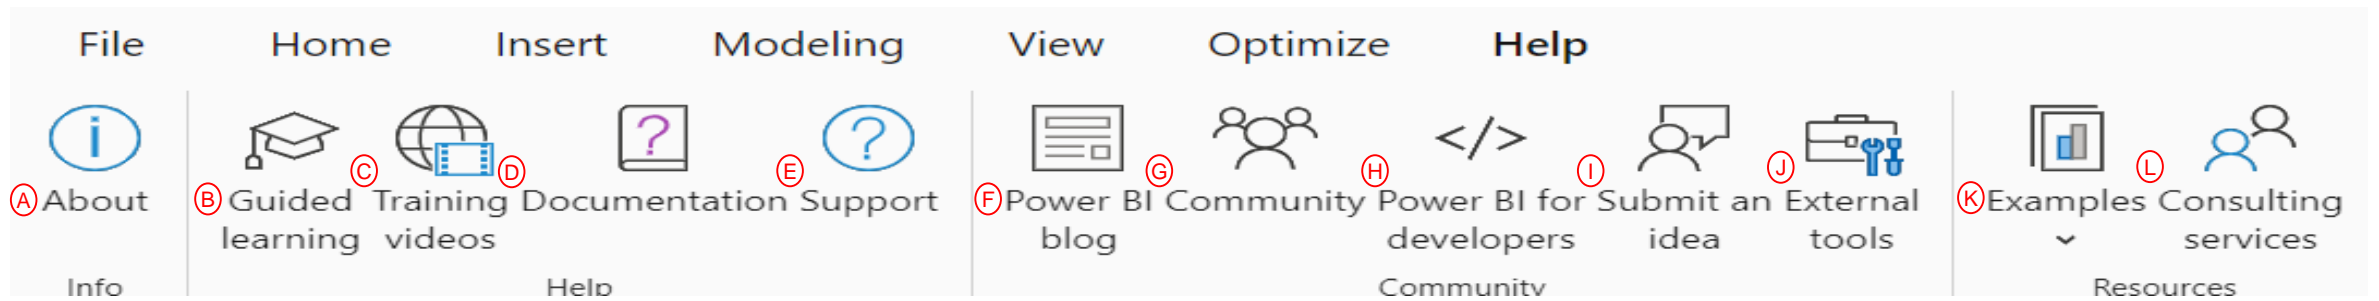 File Home Insert Modeling View Optimize Help
A About
B Guided learning
C Training videos
D Documentation
E Support
F Power BI blog
G Community
H Power BI for developers
I Submit an idea
J External tools
K Examples
L Consulting services
Info Help Community Resources